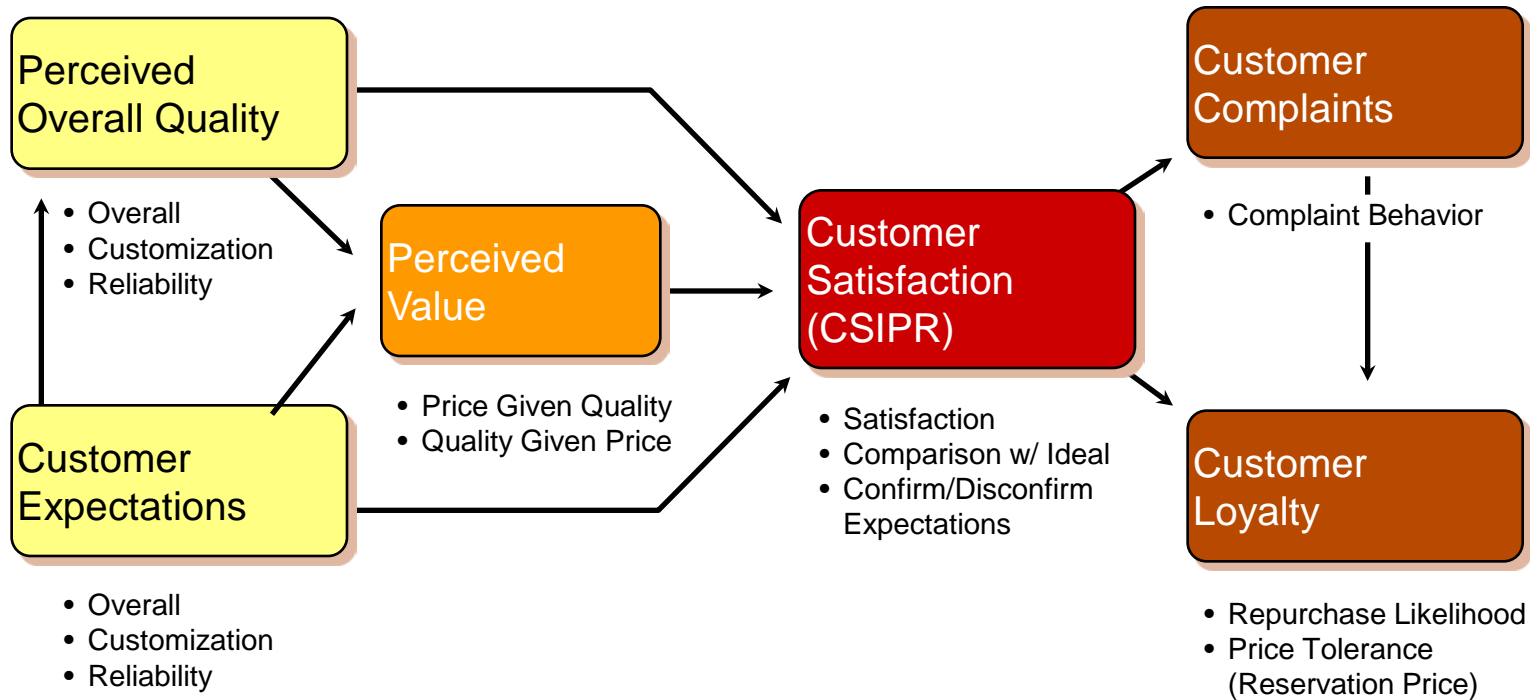 Perceived
Overall Quality
• Overall
• Customization
• Reliability
Customer
Expectations
• Overall
• Customization
• Reliability
Perceived
Value
• Price Given Quality
• Quality Given Price
Customer
Satisfaction
(CSIPR)
• Satisfaction
• Comparison w/ Ideal
• Confirm/Disconfirm
Expectations
Customer
Complaints
• Complaint Behavior
Customer
Loyalty
• Repurchase Likelihood
• Price Tolerance
(Reservation Price)